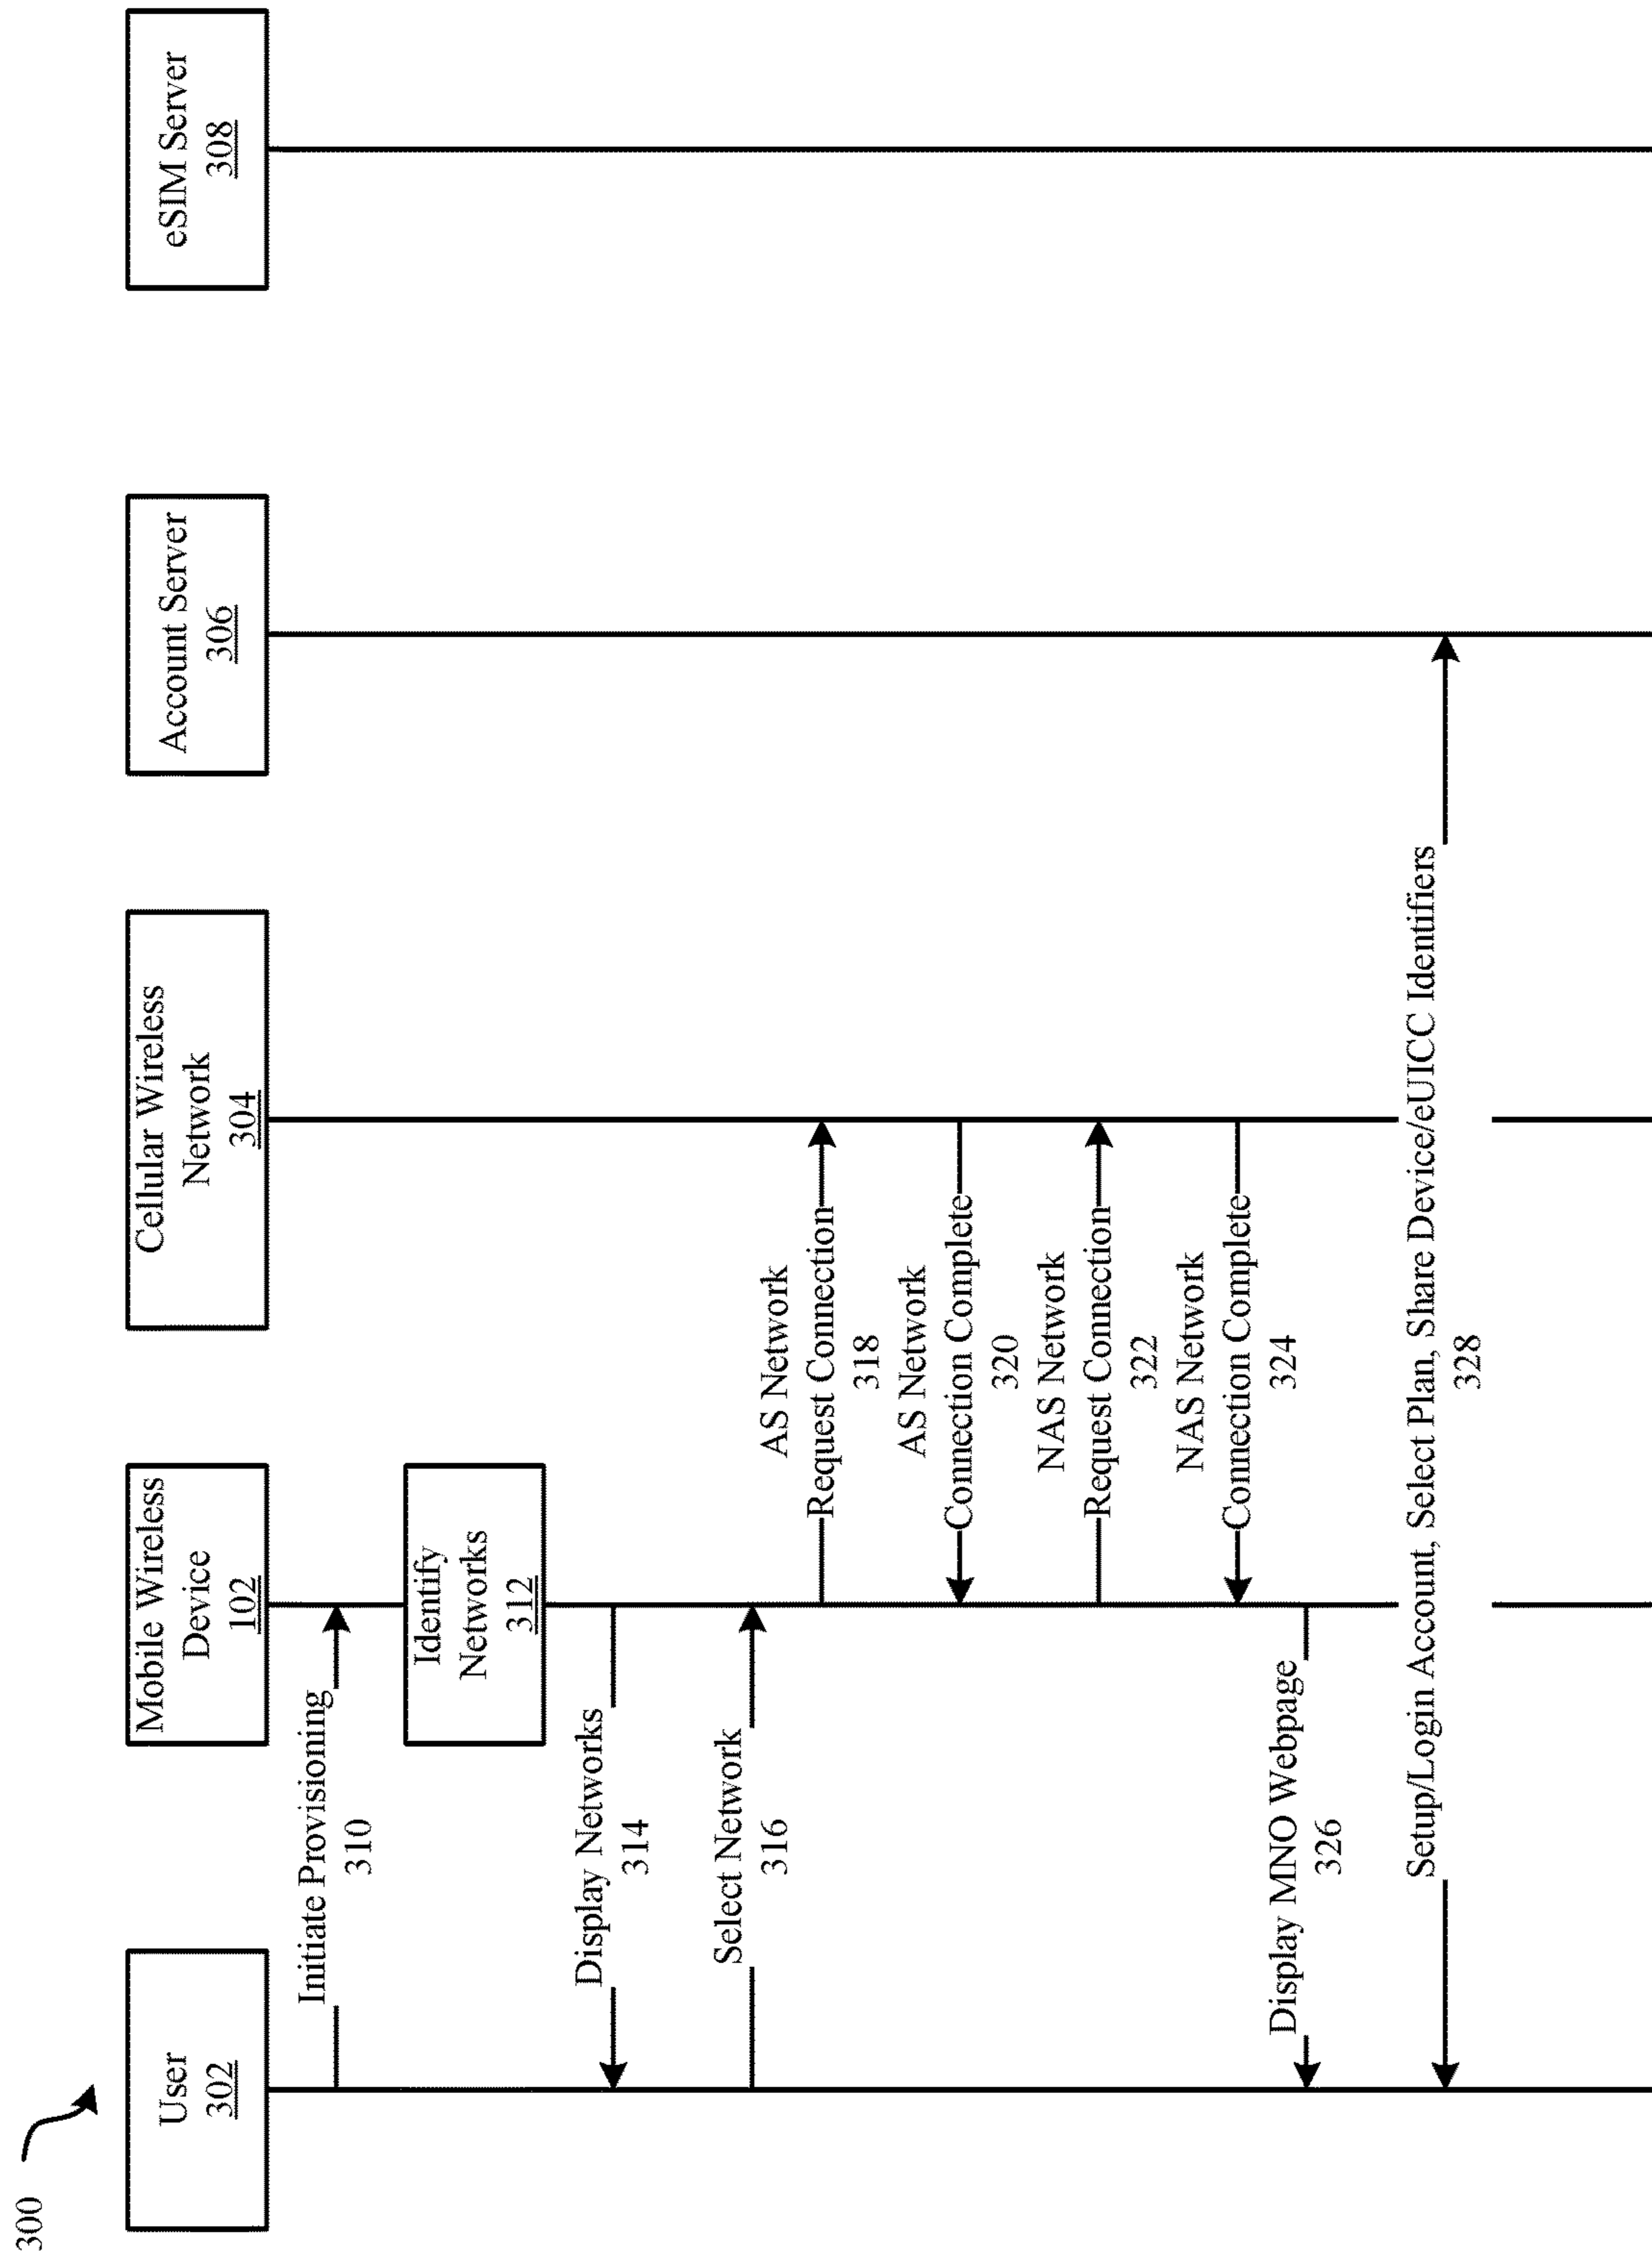 300
User
302
Mobile Wireless
Device
102
Cellular Wireless
Network
304
Account Server
306
eSIM Server
308
Initiate Provisioning
310
Identify
Networks
312
Display Networks
314
Select Network
316
AS Network
Request Connection
318
AS Network
Connection Complete
320
NAS Network
Request Connection
322
NAS Network
Connection Complete
324
Display MNO Webpage
326
Setup/Login Account, Select Plan, Share Device/eUICC Identifiers
328